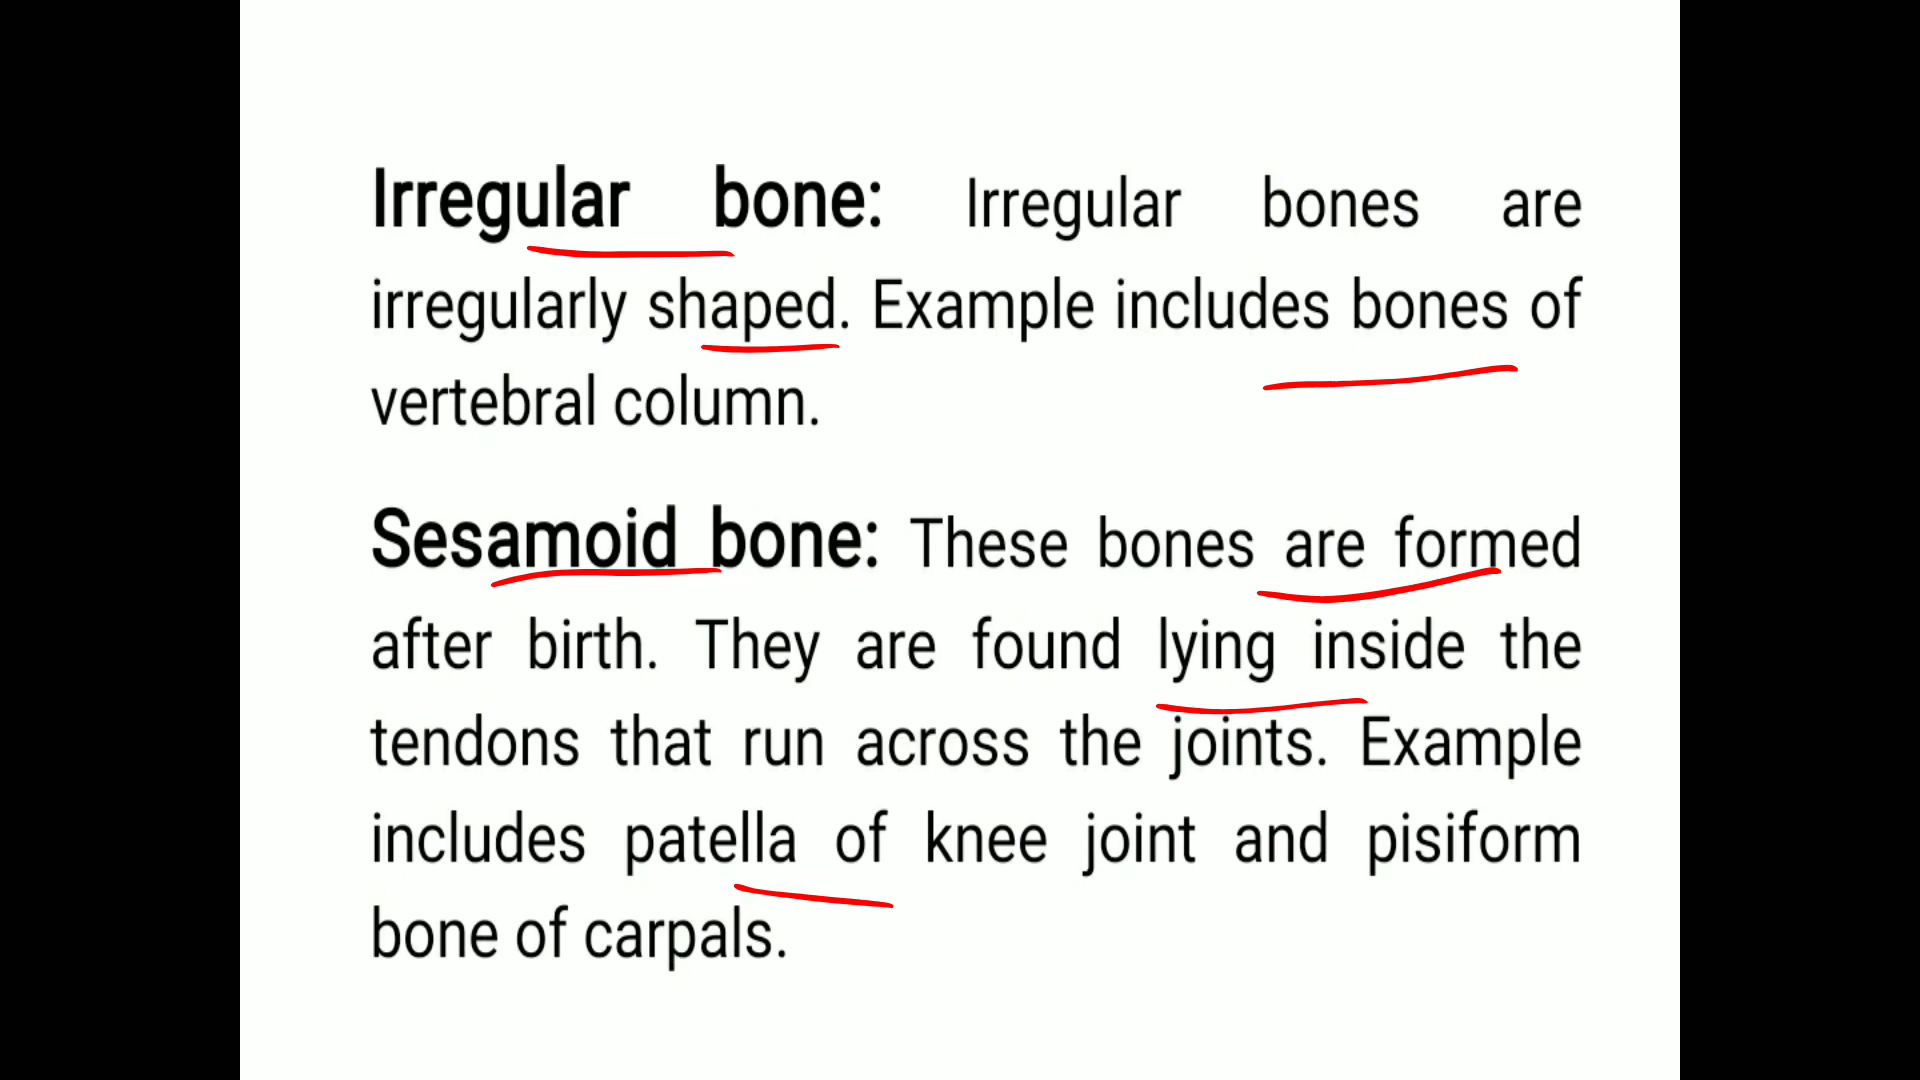 Irregular bone: Irregular bones are
irregularly shaped. Example includes bones of
vertebral column.
Sesamoid bone: These bones are formed
after birth. They are found lying inside the
tendons that run across the joints. Example
includes patella of knee joint and pisiform
bone of carpals.